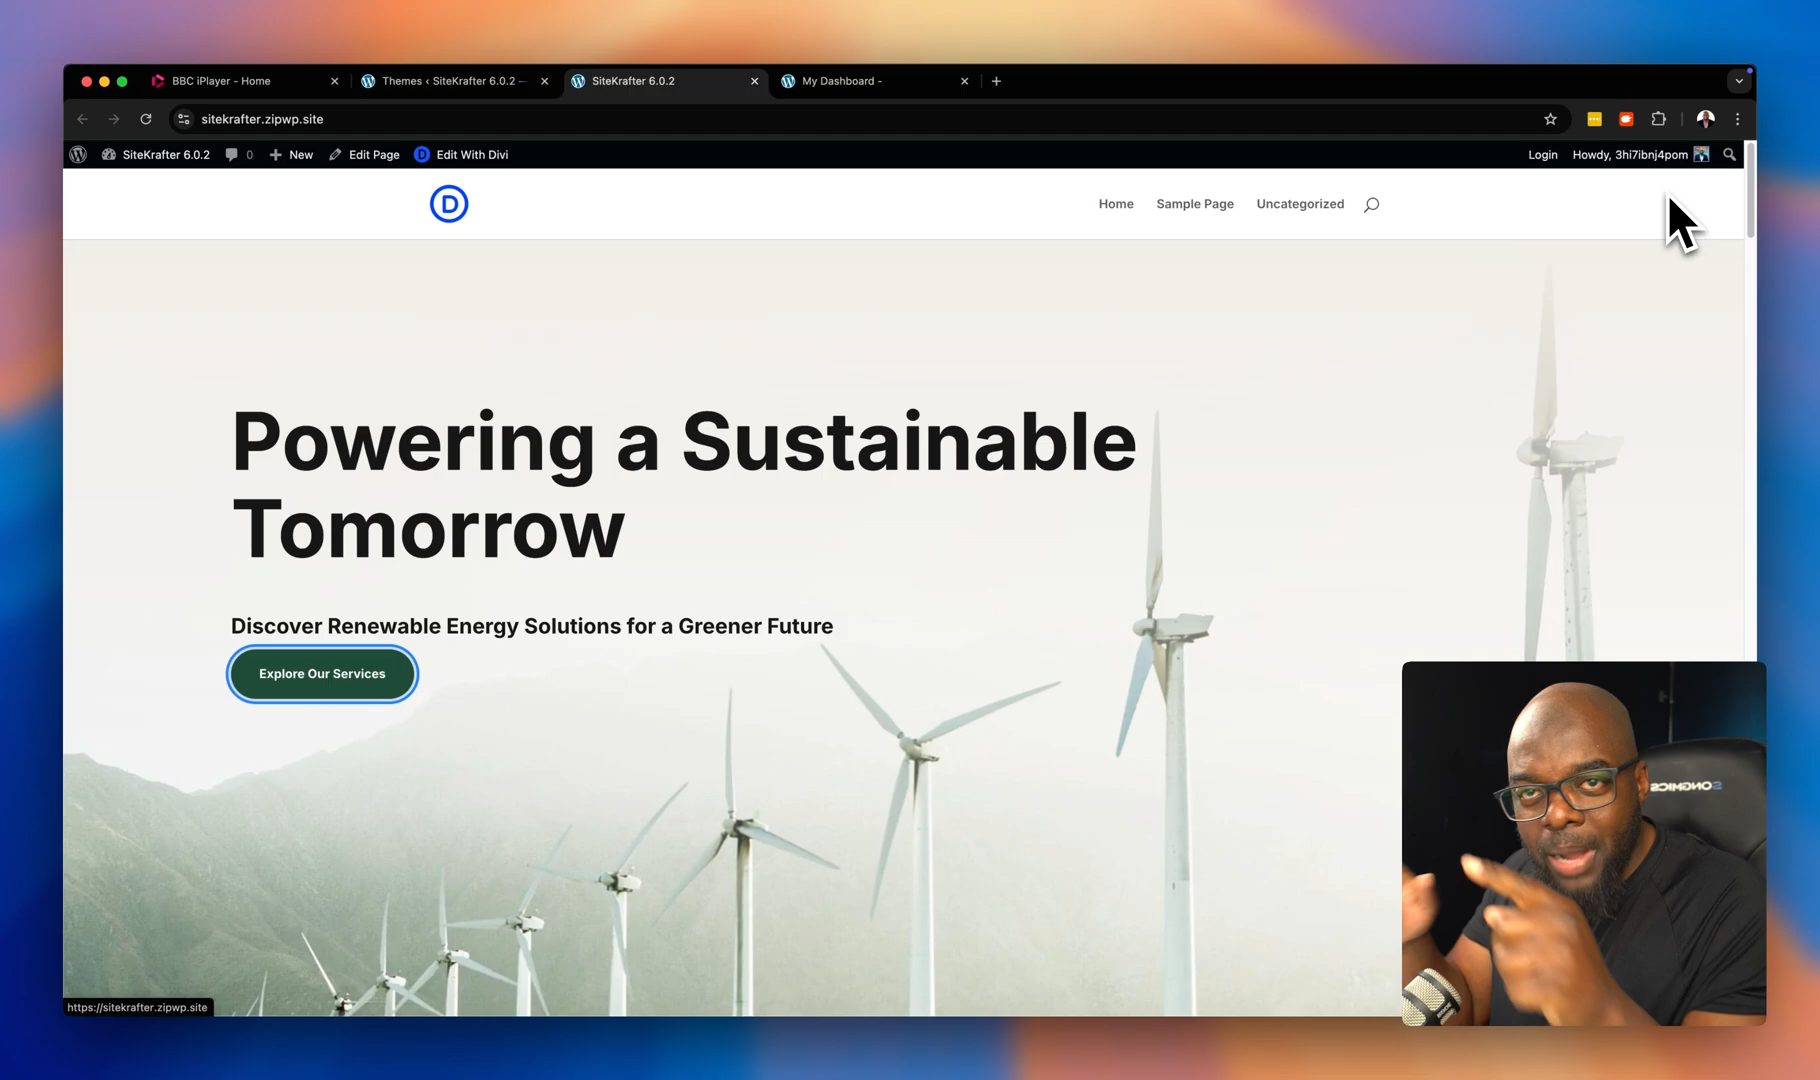 BBC iPlayer - Home
Themes ‹ SiteKrafter 6.0.2 —
SiteKrafter 6.0.2
My Dashboard -
sitekrafter.zipwp.site
SiteKrafter 6.0.2 0 New Edit Page D Edit With Divi
Login Howdy, 3hi7ibnj4pom
D
Home Sample Page Uncategorized
Powering a Sustainable
Tomorrow
Discover Renewable Energy Solutions for a Greener Future
Explore Our Services
SONGMICS
https://sitekrafter.zipwp.site